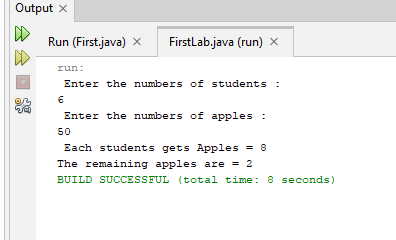 Output ×
Run (First.java) × FirstLab.java (run) ×
run:
Enter the numbers of students :
6
Enter the numbers of apples :
50
Each students gets Apples = 8
The remaining apples are = 2
BUILD SUCCESSFUL (total time: 8 seconds)